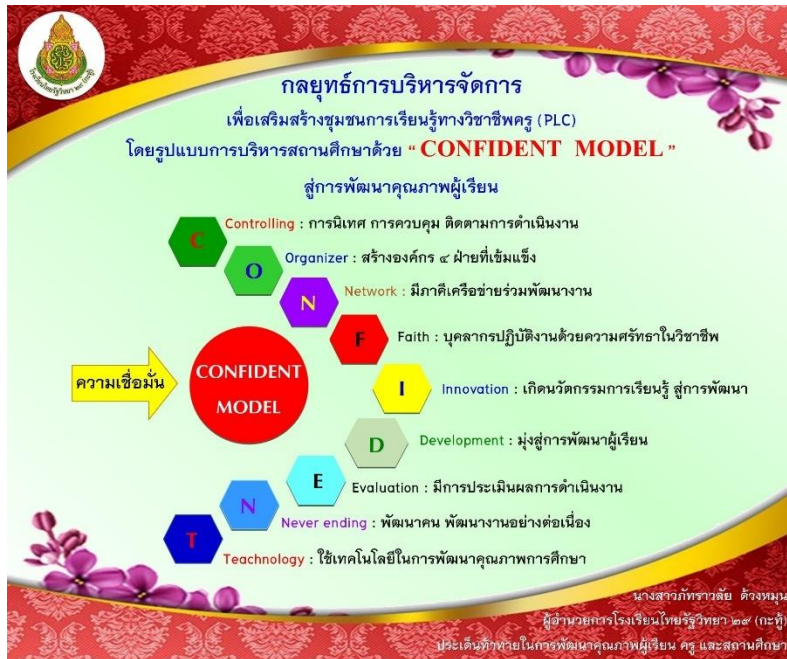 กลยุทธ์การบริหารจัดการ
เพื่อเสริมสร้างชุมชนการเรียนรู้ทางวิชาชีพครู (PLC)
โดยรูปแบบการบริหารสถานศึกษาด้วย “ CONFIDENT MODEL ”
สู่การพัฒนาคุณภาพผู้เรียน
C Controlling : การนิเทศ การควบคุม ติดตามการดำเนินงาน
O Organizer : สร้างองค์กร ๔ ฝ่ายที่เข้มแข็ง
N Network : มีภาคีเครือข่ายร่วมพัฒนางาน
F Faith : บุคลากรปฏิบัติงานด้วยความศรัทธาในวิชาชีพ
ความเชื่อมั่น
CONFIDENT
MODEL
I Innovation : เกิดนวัตกรรมการเรียนรู้ สู่การพัฒนา
D Development : มุ่งสู่การพัฒนาผู้เรียน
E Evaluation : มีการประเมินผลการดำเนินงาน
N Never ending : พัฒนาคน พัฒนางานอย่างต่อเนื่อง
T Teachnology : ใช้เทคโนโลยีในการพัฒนาคุณภาพการศึกษา
นางสาวภัทราวลัย ด้วงหมุน
ผู้อำนวยการโรงเรียนไทยรัฐวิทยา ๒๙ (กะทู้)
ประเด็นท้าทายในการพัฒนาคุณภาพผู้เรียน ครู และสถานศึกษา